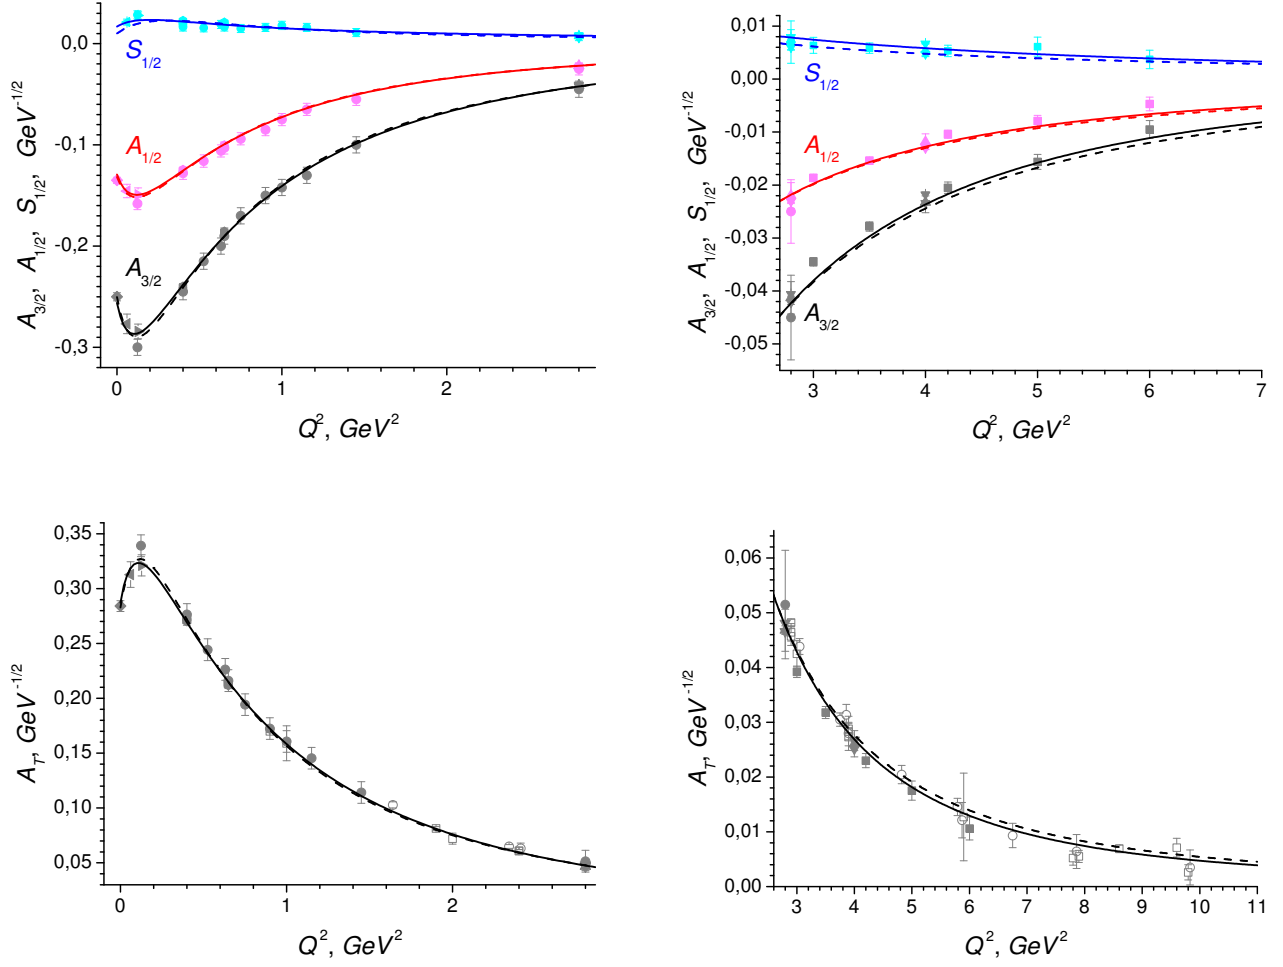 0,0
-0,1
-0,2
-0,3
A3/2, A1/2, S1/2, GeV-1/2
S1/2
A1/2
A3/2
0 1 2
Q2, GeV2
0,01
0,00
-0,01
-0,02
-0,03
-0,04
-0,05
A3/2, A1/2, S1/2, GeV-1/2
S1/2
A1/2
A3/2
3 4 5 6 7
Q2, GeV2
0,35
0,30
0,25
0,20
0,15
0,10
0,05
AT, GeV-1/2
0 1 2
Q2, GeV2
0,06
0,05
0,04
0,03
0,02
0,01
0,00
AT, GeV-1/2
3 4 5 6 7 8 9 10 11
Q2, GeV2